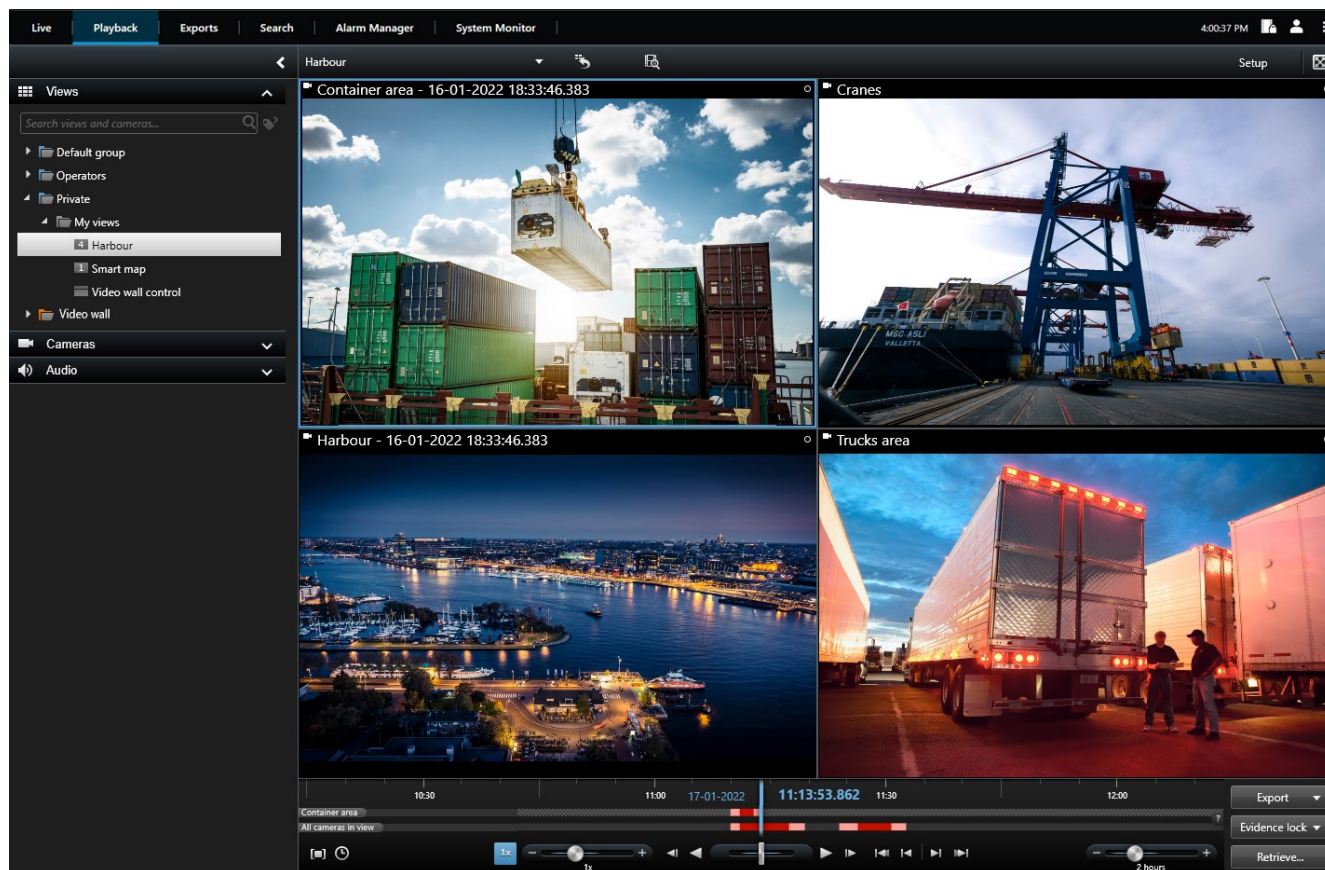 Live Playback Exports Search Alarm Manager System Monitor 4:00:37 PM
Harbour Setup
Views
Search views and cameras...
Default group
Operators
Private
My views
4 Harbour
1 Smart map
Video wall control
Video wall
Cameras
Audio
Container area - 16-01-2022 18:33:46.383
Cranes
MSC ASLI
VALLETTA
Harbour - 16-01-2022 18:33:46.383
Trucks area
10:30 11:00 17-01-2022 11:13:53.862 11:30 12:00
Container area ?
All cameras in view
1x - + - +
1x 2 hours
Export
Evidence lock
Retrieve...